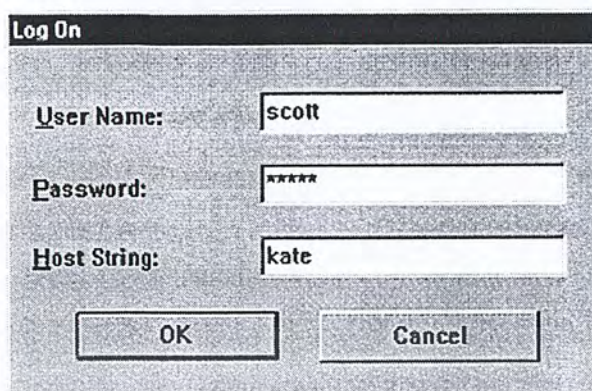 Log On
User Name: scott
Password: *****
Host String: kate
OK Cancel